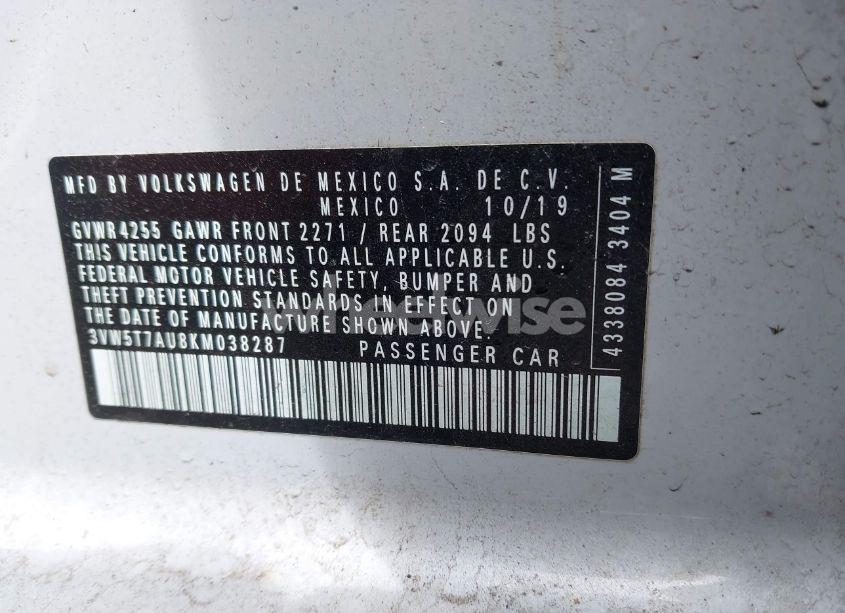 MFD BY VOLKSWAGEN DE MEXICO S.A. DE C.V.
MEXICO 10/19
GVWR4255 GAWR FRONT 2271 / REAR 2094 LBS
THIS VEHICLE CONFORMS TO ALL APPLICABLE U.S.
FEDERAL MOTOR VEHICLE SAFETY, BUMPER AND
THEFT PREVENTION STANDARDS IN EFFECT ON
THE DATE OF MANUFACTURE SHOWN ABOVE.
3VW5T7AU8KM038287 PASSENGER CAR
4338084 3404 M
wheelwise